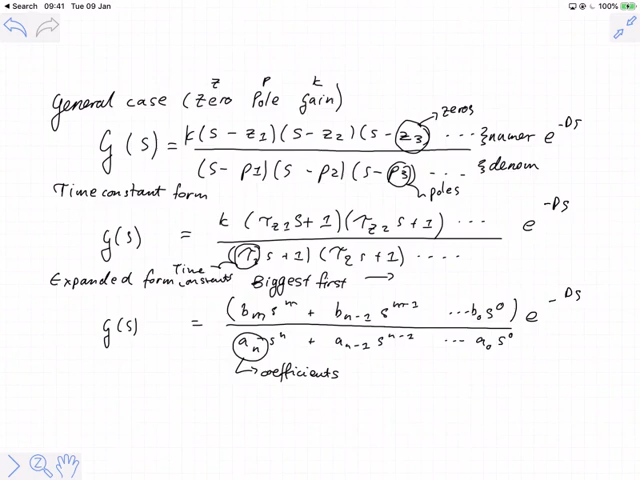 Search 09:41 Tue 09 Jan 100%
z p k
General case (Zero Pole Gain)
zeros
G(s) = k(s - z1)(s - z2)(s - z3) ··· }numer e^-Ds
(s - p1)(s - p2)(s - p3) ··· }denom
poles
Time constant form
G(s) = k (τz1 s + 1)(τz2 s + 1) ··· e^-Ds
(τ1 s + 1)(τ2 s + 1) ····
Time constants
Expanded form Biggest first →
G(s) = (bm s^m + bn-1 s^m-1 ··· b0 s^0) e^-Ds
an s^n + an-1 s^n-1 ··· a0 s^0
coefficients
Z